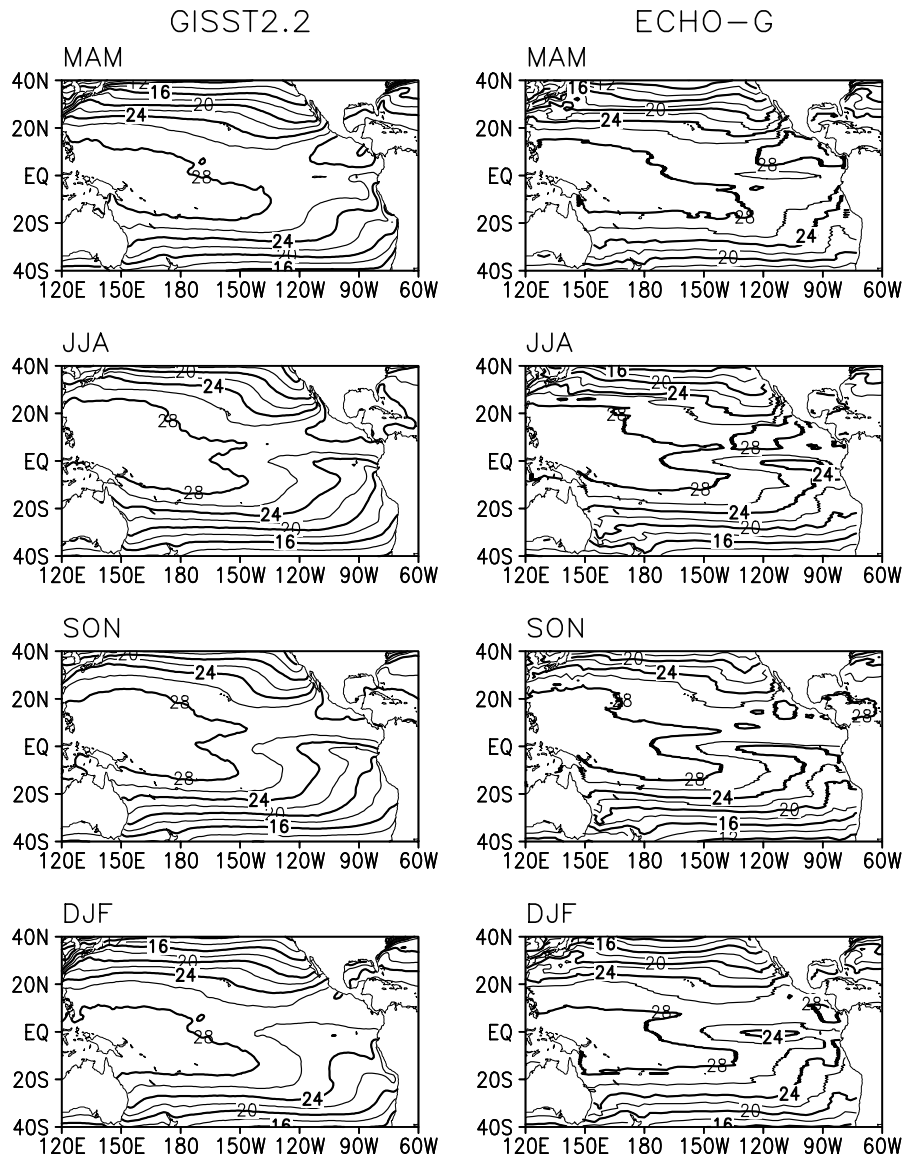 GISST2.2 ECHO-G
MAM MAM
40N 12 16 20 24 40N 12 16 20 24
20N 20N
EQ 28 EQ 28
20S 24 20S 28 24
40S 20 16 40S 20
120E 150E 180 150W 120W 90W 60W 120E 150E 180 150W 120W 90W 60W
JJA JJA
40N 20 24 40N 16 20 24
20N 28 20N 28
EQ EQ 28 24
20S 28 24 20S 28 24
40S 20 16 40S 20 16
120E 150E 180 150W 120W 90W 60W 120E 150E 180 150W 120W 90W 60W
SON SON
40N 20 24 40N 20 24
20N 28 20N 28 28
EQ EQ
20S 28 24 20S 28 24
40S 20 16 40S 20 16 12
120E 150E 180 150W 120W 90W 60W 120E 150E 180 150W 120W 90W 60W
DJF DJF
40N 16 20 24 40N 16 20 24
20N 20N 28 28
EQ 28 EQ 24
20S 24 20S 28 24
40S 20 16 40S 20 16
120E 150E 180 150W 120W 90W 60W 120E 150E 180 150W 120W 90W 60W